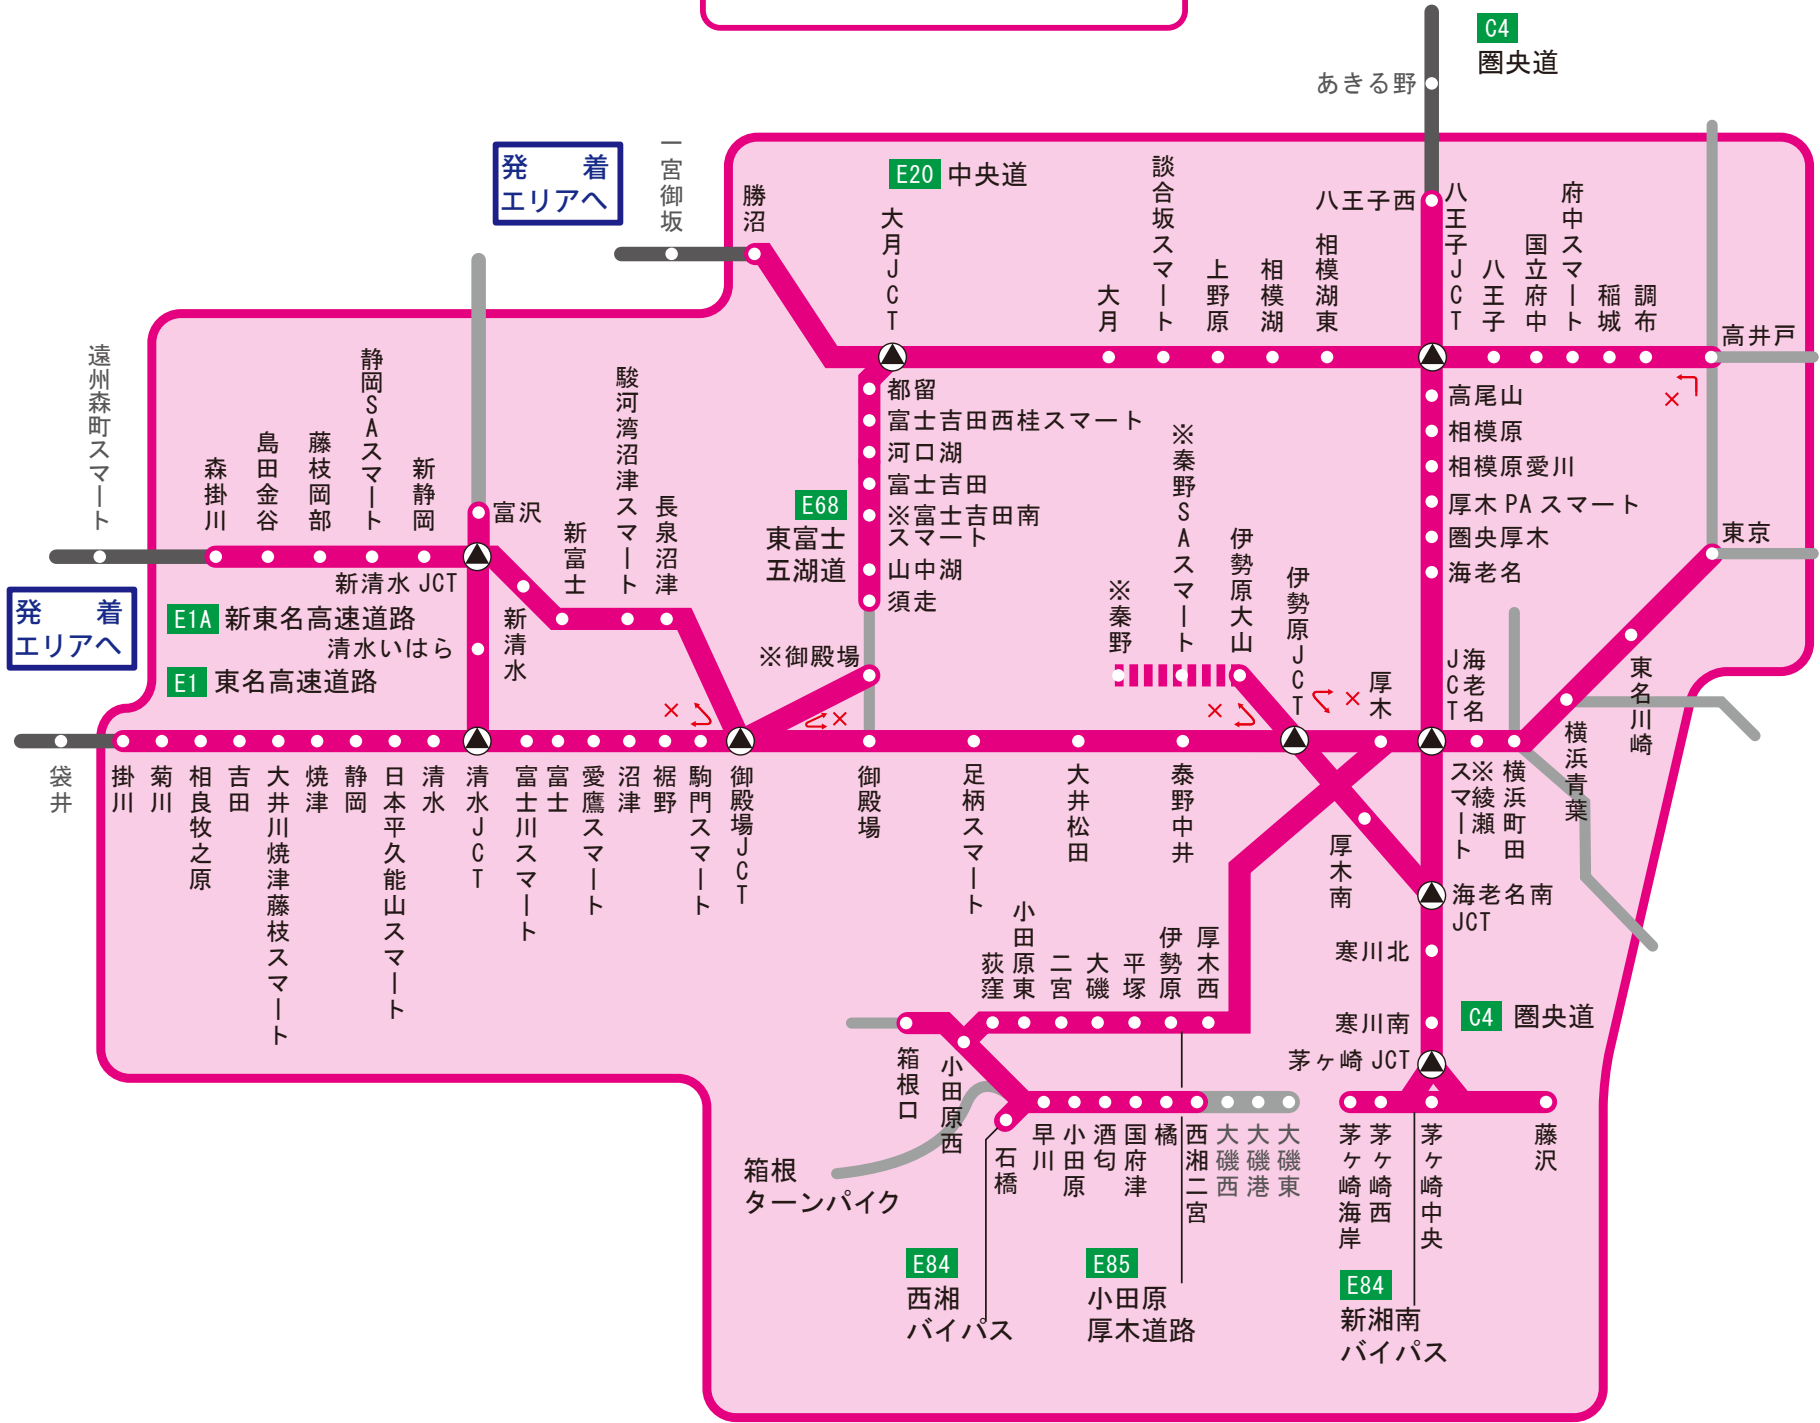 C4
圏央道
あきる野
発 着
エリアへ
一宮御坂
勝沼
E20 中央道
大月JCT
大月
談合坂スマート
上野原
相模湖
相模湖東
八王子西
八王子JCT
八王子
国立府中
府中スマート
稲城
調布
高井戸
×
都留
富士吉田西桂スマート
河口湖
富士吉田
※富士吉田南
スマート
山中湖
須走
E68
東富士
五湖道
高尾山
相模原
相模原愛川
厚木PAスマート
圏央厚木
海老名
東京
遠州森町スマート
森掛川
島田金谷
藤枝岡部
静岡SAスマート
新静岡
富沢
新清水JCT
新清水
新富士
駿河湾沼津スマート
長泉沼津
発 着
エリアへ
E1A 新東名高速道路
清水いはら
E1 東名高速道路
※御殿場
×
×
※秦野
※秦野SAスマート
伊勢原大山
伊勢原JCT
×
×
厚木
海老名
JCT
東名川崎
横浜青葉
袋井
掛川
菊川
相良牧之原
吉田
大井川焼津藤枝スマート
焼津
静岡
日本平久能山スマート
清水
清水JCT
富士川スマート
富士
愛鷹スマート
沼津
裾野
駒門スマート
御殿場JCT
御殿場
足柄スマート
大井松田
泰野中井
厚木南
※綾瀬
スマート
横浜町田
海老名南
JCT
寒川北
寒川南
C4 圏央道
茅ヶ崎JCT
荻窪
小田原東
二宮
大磯
平塚
伊勢原
厚木西
箱根口
小田原西
石橋
早川
小田原
酒匂
国府津
橘
西湘二宮
大磯西
大磯港
大磯東
茅ヶ崎海岸
茅ヶ崎西
茅ヶ崎中央
藤沢
箱根
ターンパイク
E84
西湘
バイパス
E85
小田原
厚木道路
E84
新湘南
バイパス